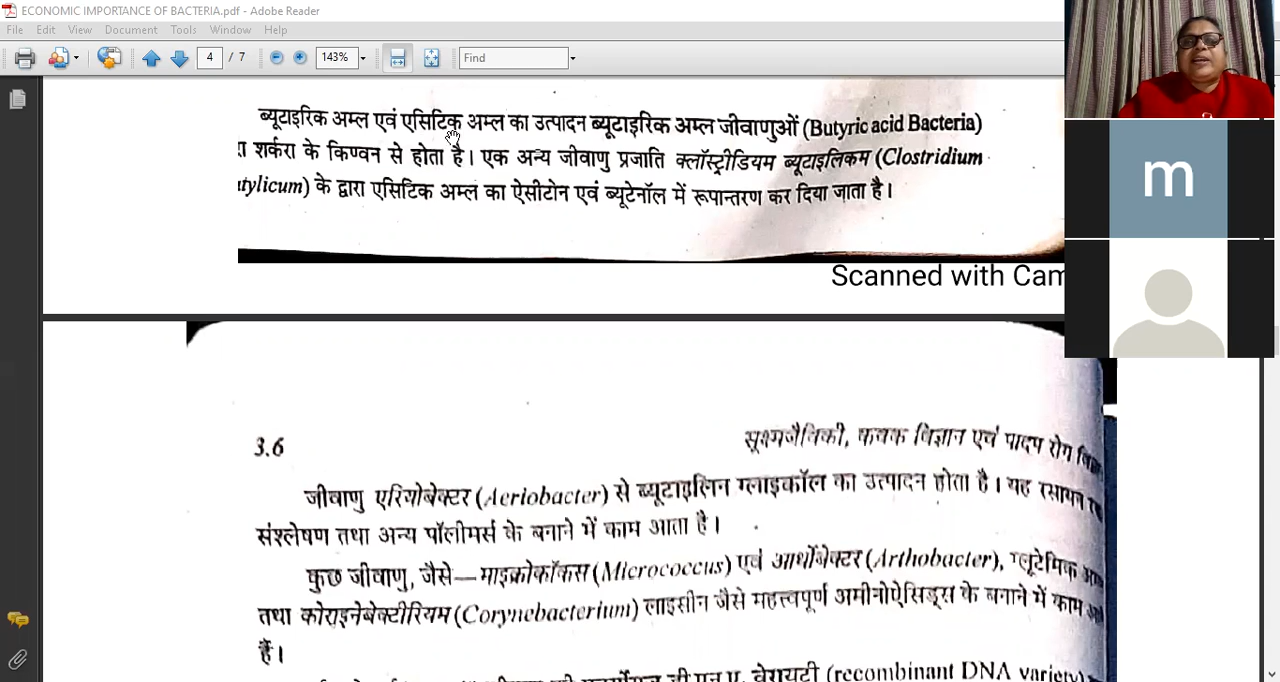 ECONOMIC IMPORTANCE OF BACTERIA.pdf - Adobe Reader
File Edit View Document Tools Window Help
4 / 7 143% Find
ब्यूटाइरिक अम्ल एवं एसिटिक अम्ल का उत्पादन ब्यूटाइरिक अम्ल जीवाणुओं (Butyric acid Bacteria)
शर्करा के किण्वन से होता है। एक अन्य जीवाणु प्रजाति क्लॉस्ट्रीडियम ब्यूटाइलिकम (Clostridium
के द्वारा एसिटिक अम्ल का ऐसीटोन एवं ब्यूटेनॉल में रूपान्तरण कर दिया जाता है।
Scanned with
m
3.6 सूक्ष्मजैविकी, कवक विज्ञान एवं पादप रोग
जीवाणु एरियोबेक्टर (Aeriobacter) से ब्यूटाइलिन ग्लाइकॉल का उत्पादन होता है। यह रसायन
संश्लेषण तथा अन्य पॉलीमर्स के बनाने में काम आता है।
कुछ जीवाणु, जैसे—माइक्रोकॉकस (Micrococcus) एवं आर्थोबेक्टर (Arthobacter), ग्लूटेमिक
तथा कोराइनेबेक्टीरियम (Corynebacterium) लाइसीन जैसे महत्त्वपूर्ण अमीनोऐसिड्स के बनाने में काम
हैं।
वेरायटी (recombinant DNA variety)